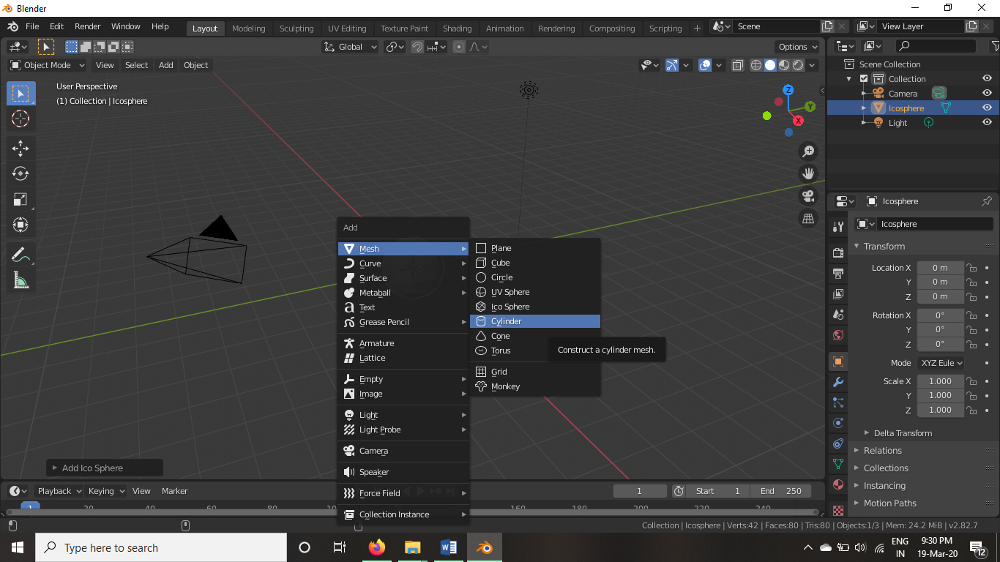 Blender
File Edit Render Window Help Layout Modeling Sculpting UV Editing Texture Paint Shading Animation Rendering Compositing Scripting + Scene View Layer
Global Options
Object Mode View Select Add Object
User Perspective
(1) Collection | Icosphere
Z
Y
X
Scene Collection
Collection
Camera
Icosphere
Light
Add
Mesh
Curve
Surface
Metaball
Text
Grease Pencil
Armature
Lattice
Empty
Image
Light
Light Probe
Camera
Speaker
Force Field
Collection Instance
Plane
Cube
Circle
UV Sphere
Ico Sphere
Cylinder
Cone
Torus
Grid
Monkey
Construct a cylinder mesh.
Icosphere
Icosphere
Transform
Location X 0 m
Y 0 m
Z 0 m
Rotation X 0°
Y 0°
Z 0°
Mode XYZ Eule
Scale X 1.000
Y 1.000
Z 1.000
Delta Transform
Relations
Collections
Instancing
Motion Paths
Add Ico Sphere
Playback Keying View Marker 1 Start 1 End 250
1 20 40 60 80 160 180 200 220 240
Collection | Icosphere | Verts:42 | Faces:80 | Tris:80 | Objects:1/3 | Mem: 24.2 MiB | v2.82.7
Type here to search
ENG
IN
9:30 PM
19-Mar-20
12